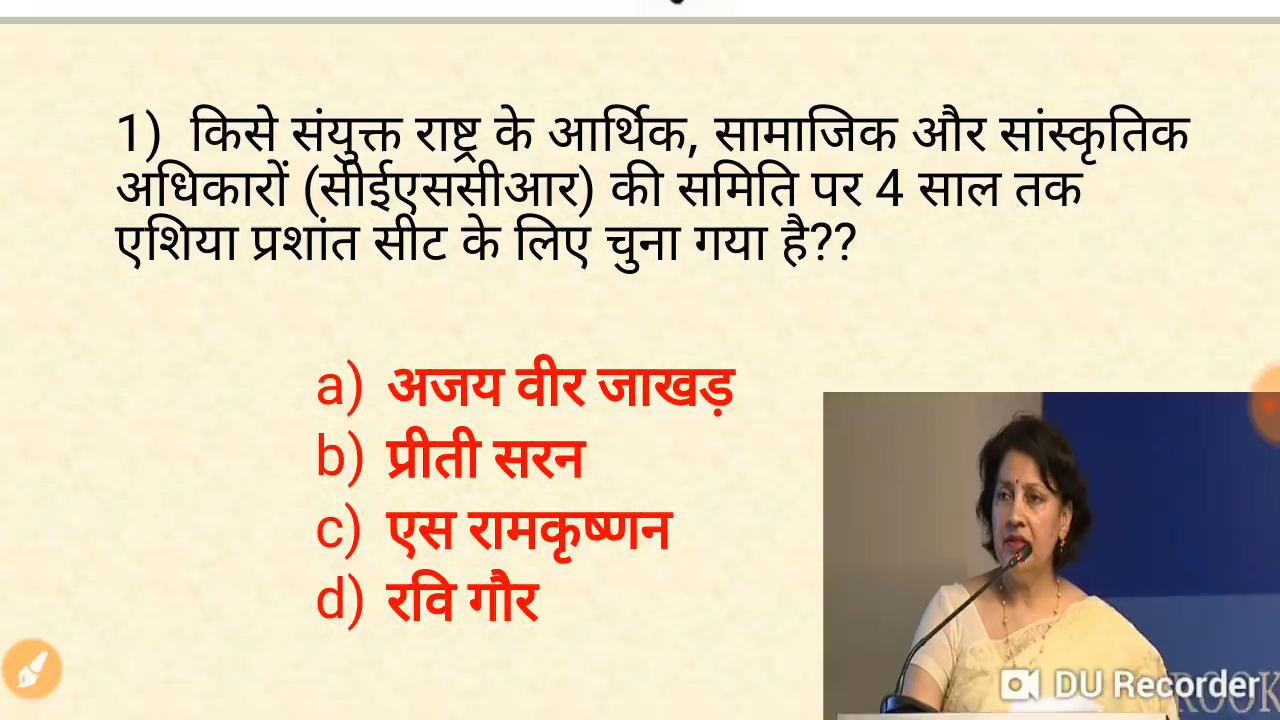 1) किसे संयुक्त राष्ट्र के आर्थिक, सामाजिक और सांस्कृतिक
अधिकारों (सीईएससीआर) की समिति पर 4 साल तक
एशिया प्रशांत सीट के लिए चुना गया है??
a) अजय वीर जाखड़
b) प्रीती सरन
c) एस रामकृष्णन
d) रवि गौर
DU Recorder